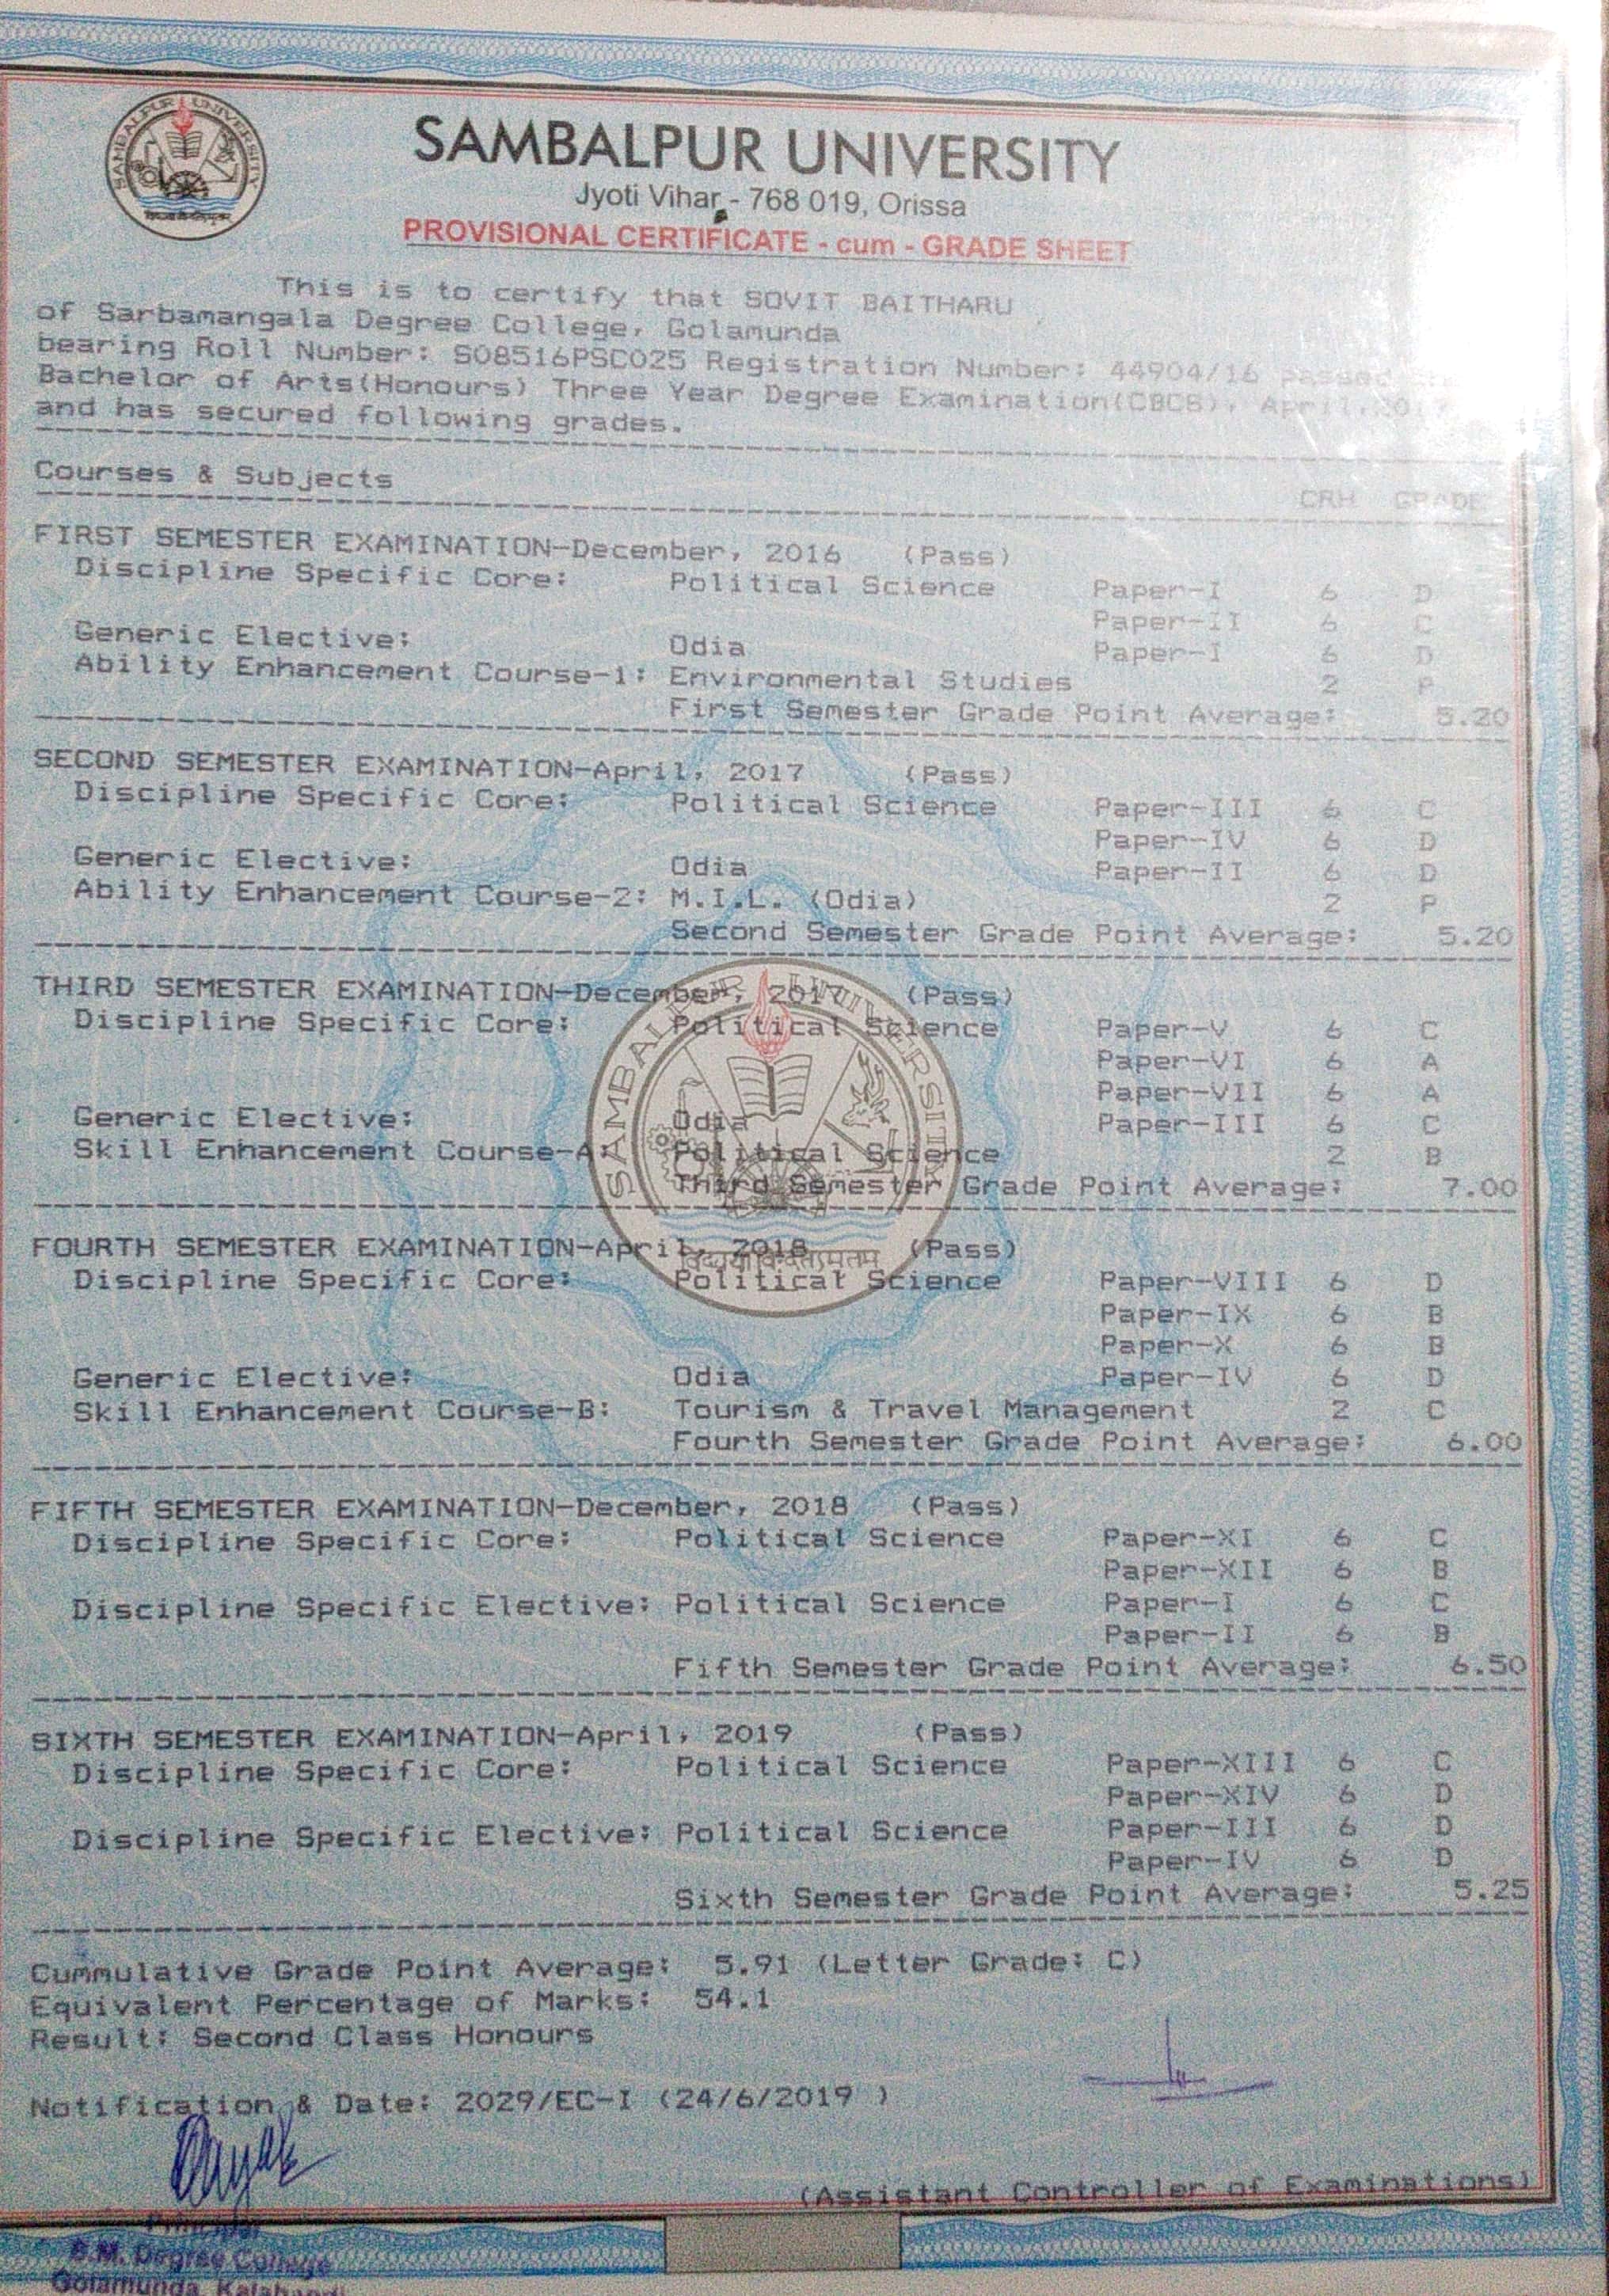 SAMBALPUR UNIVERSITY
SAMBALPUR UNIVERSITY
Jyoti Vihar - 768 019, Orissa
PROVISIONAL CERTIFICATE - cum - GRADE SHEET
This is to certify that SOVIT BAITHARU
of Sarbamangala Degree College, Golamunda
bearing Roll Number: S08516PSC025 Registration Number: 44904/16 passed
Bachelor of Arts(Honours) Three Year Degree Examination(CBCS), April,
and has secured following grades.
Courses & Subjects CRH GRADE
FIRST SEMESTER EXAMINATION-December, 2016 (Pass)
Discipline Specific Core: Political Science Paper-I 6 D
Paper-II 6 C
Generic Elective: Odia Paper-I 6 D
Ability Enhancement Course-1: Environmental Studies 2 P
First Semester Grade Point Average: 5.20
SECOND SEMESTER EXAMINATION-April, 2017 (Pass)
Discipline Specific Core: Political Science Paper-III 6 C
Paper-IV 6 D
Generic Elective: Odia Paper-II 6 D
Ability Enhancement Course-2: M.I.L. (Odia) 2 P
Second Semester Grade Point Average: 5.20
THIRD SEMESTER EXAMINATION-December, 2017 (Pass)
Discipline Specific Core: Political Science Paper-V 6 C
Paper-VI 6 A
Paper-VII 6 A
Generic Elective: Odia Paper-III 6 C
Skill Enhancement Course-A: Political Science 2 B
Third Semester Grade Point Average: 7.00
SAMBALPUR UNIVERSITY
FOURTH SEMESTER EXAMINATION-April, 2018 (Pass)
Discipline Specific Core: Political Science Paper-VIII 6 D
Paper-IX 6 B
Paper-X 6 B
Generic Elective: Odia Paper-IV 6 D
Skill Enhancement Course-B: Tourism & Travel Management 2 C
Fourth Semester Grade Point Average: 6.00
FIFTH SEMESTER EXAMINATION-December, 2018 (Pass)
Discipline Specific Core: Political Science Paper-XI 6 C
Paper-XII 6 B
Discipline Specific Elective: Political Science Paper-I 6 C
Paper-II 6 B
Fifth Semester Grade Point Average: 6.50
SIXTH SEMESTER EXAMINATION-April, 2019 (Pass)
Discipline Specific Core: Political Science Paper-XIII 6 C
Paper-XIV 6 D
Discipline Specific Elective: Political Science Paper-III 6 D
Paper-IV 6 D
Sixth Semester Grade Point Average: 5.25
Cummulative Grade Point Average: 5.91 (Letter Grade: C)
Equivalent Percentage of Marks: 54.1
Result: Second Class Honours
Notification & Date: 2029/EC-I (24/6/2019 )
(Assistant Controller of Examinations)
Principal
S.M. Degree College
Golamunda, Kalahandi